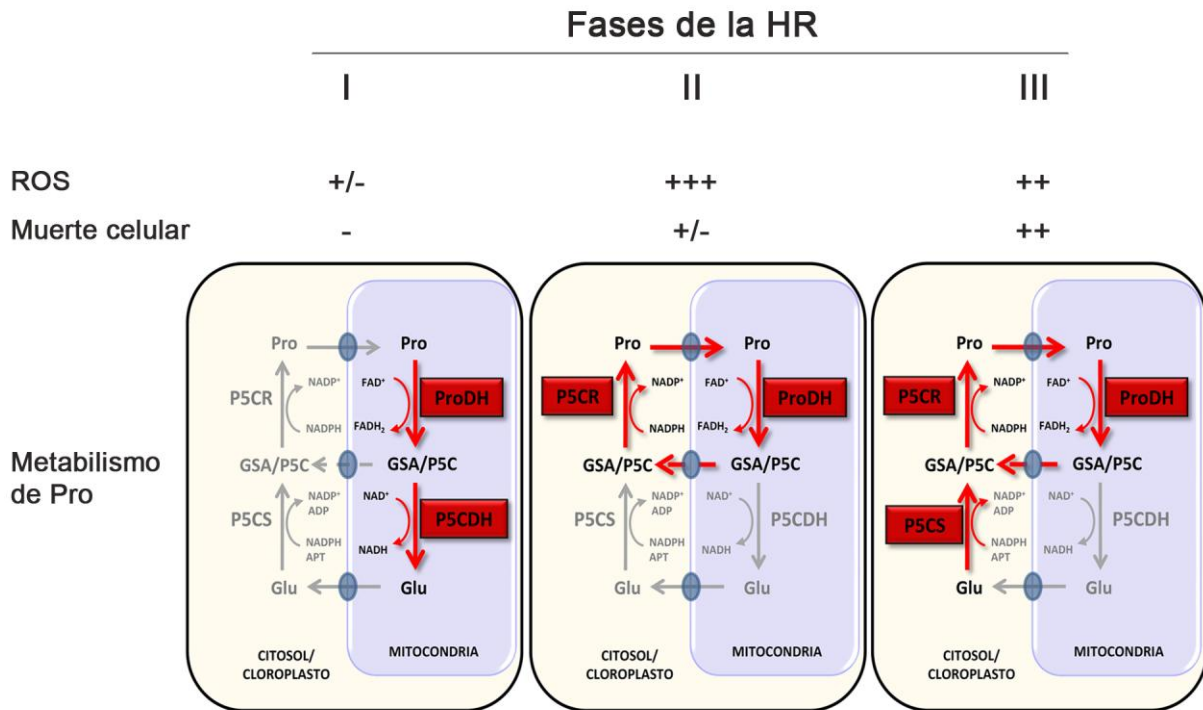 Fases de la HR
I II III
ROS +/- +++ ++
Muerte celular - +/- ++
Metabilismo
de Pro
Pro Pro
P5CR NADP⁺ FAD⁺ ProDH
NADPH FADH₂
GSA/P5C GSA/P5C
P5CS NADP⁺ NAD⁺ P5CDH
ADP
NADPH NADH
APT
Glu Glu
CITOSOL/ MITOCONDRIA
CLOROPLASTO
Pro Pro
P5CR NADP⁺ FAD⁺ ProDH
NADPH FADH₂
GSA/P5C GSA/P5C
P5CS NADP⁺ NAD⁺ P5CDH
ADP
NADPH NADH
APT
Glu Glu
CITOSOL/ MITOCONDRIA
CLOROPLASTO
Pro Pro
P5CR NADP⁺ FAD⁺ ProDH
NADPH FADH₂
GSA/P5C GSA/P5C
P5CS NADP⁺ NAD⁺ P5CDH
ADP
NADPH NADH
APT
Glu Glu
CITOSOL/ MITOCONDRIA
CLOROPLASTO